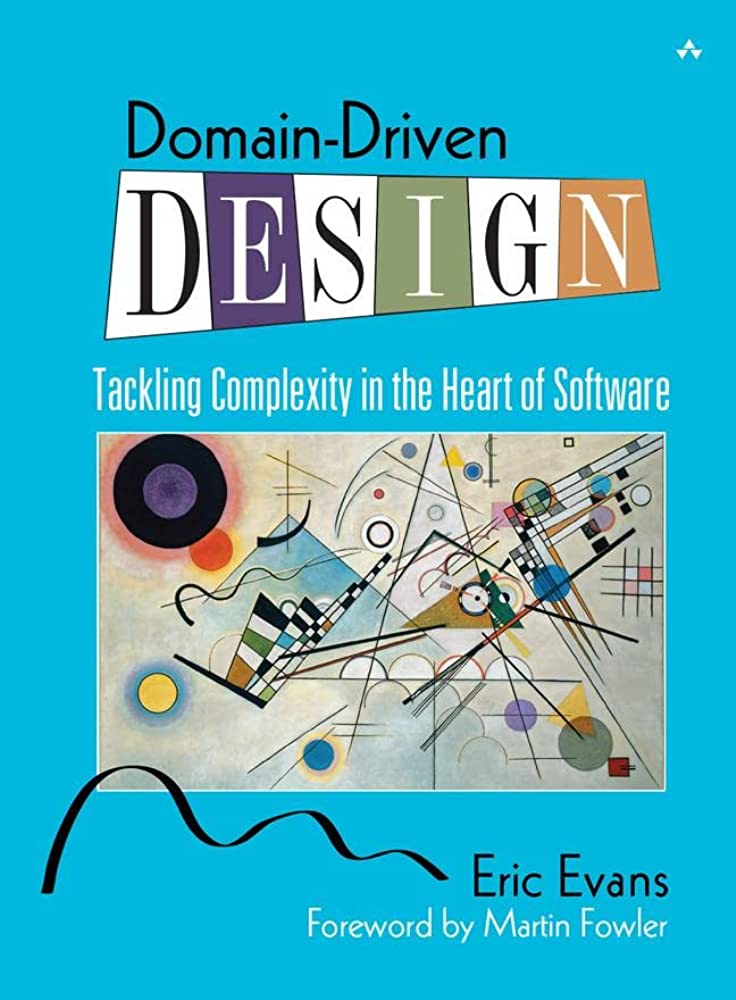 Domain-Driven
DESIGN
Tackling Complexity in the Heart of Software
Eric Evans
Foreword by Martin Fowler